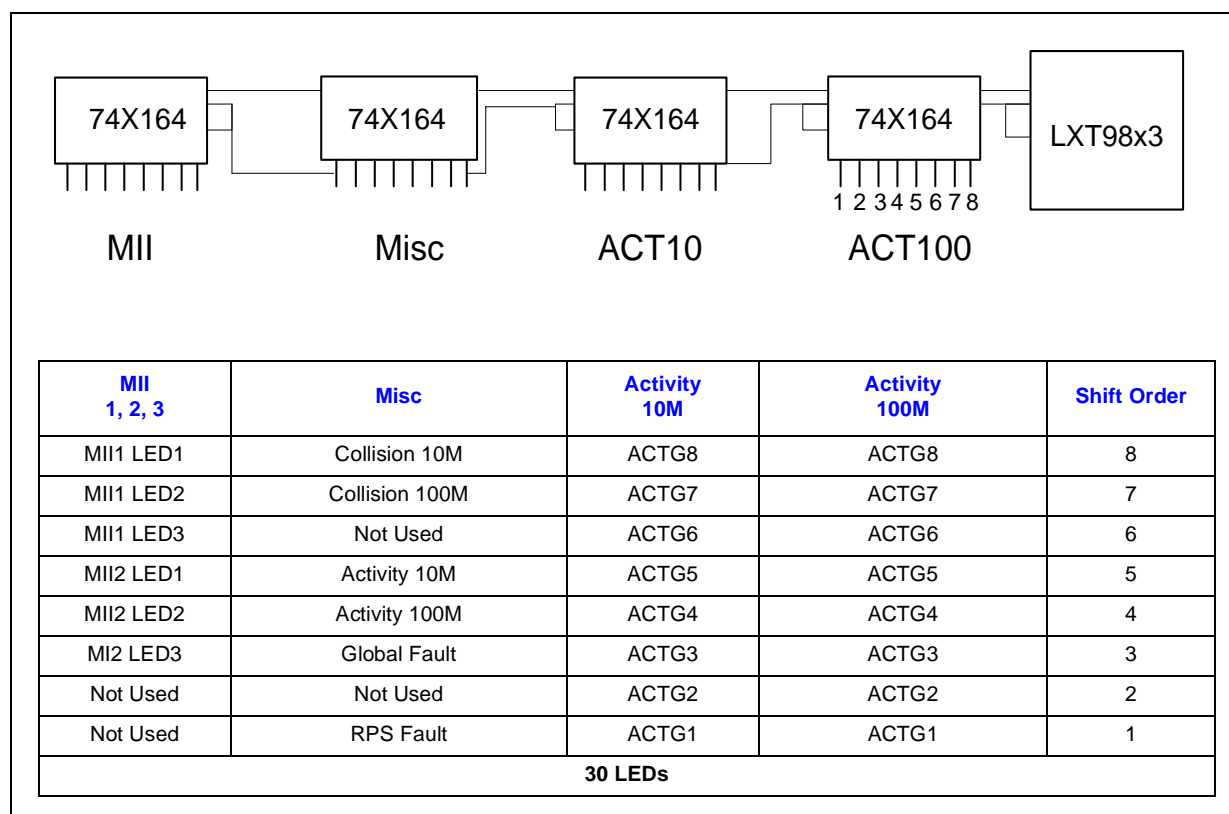 74X164 74X164 74X164 74X164 LXT98x3
1 2 3 4 5 6 7 8
MII Misc ACT10 ACT100
MII
1, 2, 3 Misc Activity
10M Activity
100M Shift Order
MII1 LED1 Collision 10M ACTG8 ACTG8 8
MII1 LED2 Collision 100M ACTG7 ACTG7 7
MII1 LED3 Not Used ACTG6 ACTG6 6
MII2 LED1 Activity 10M ACTG5 ACTG5 5
MII2 LED2 Activity 100M ACTG4 ACTG4 4
MI2 LED3 Global Fault ACTG3 ACTG3 3
Not Used Not Used ACTG2 ACTG2 2
Not Used RPS Fault ACTG1 ACTG1 1
30 LEDs